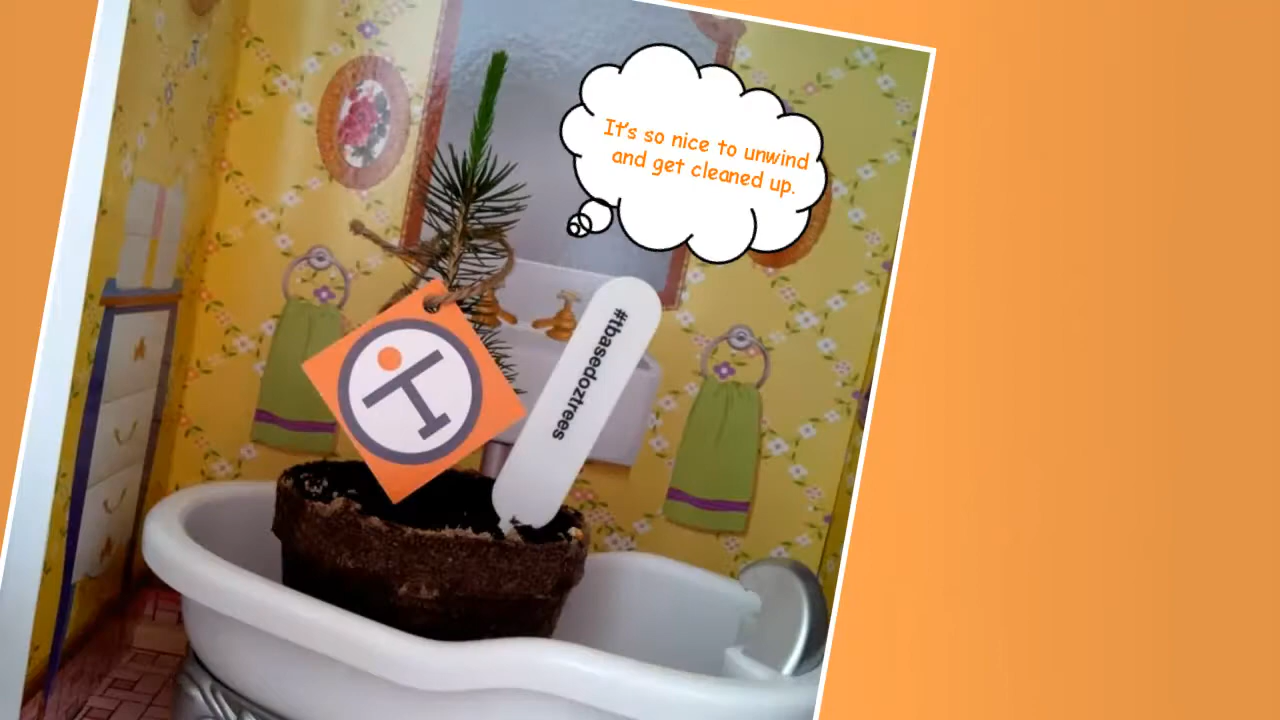 It's so nice to unwind
and get cleaned up.
#tbasedoztrees